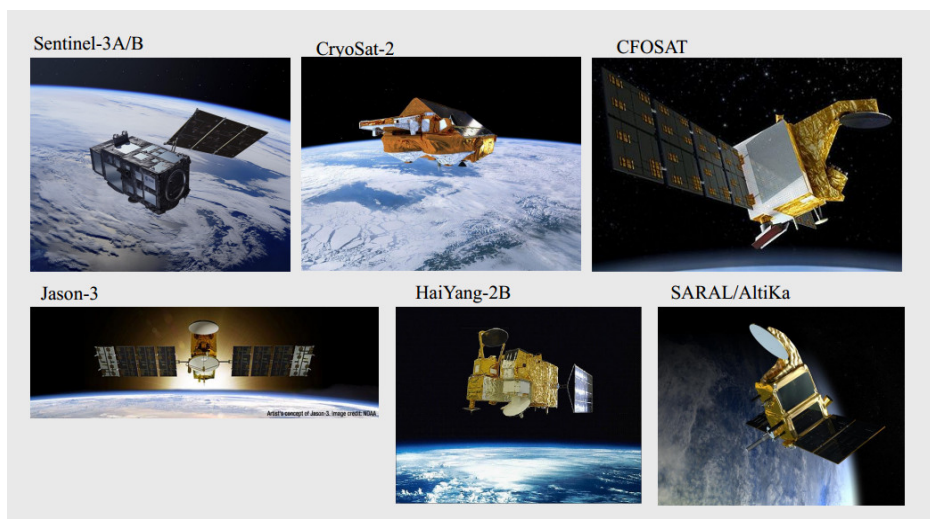 Sentinel-3A/B
CryoSat-2
CFOSAT
Jason-3
HaiYang-2B
SARAL/AltiKa
Artist's concept of Jason-3. Image credit: NOAA